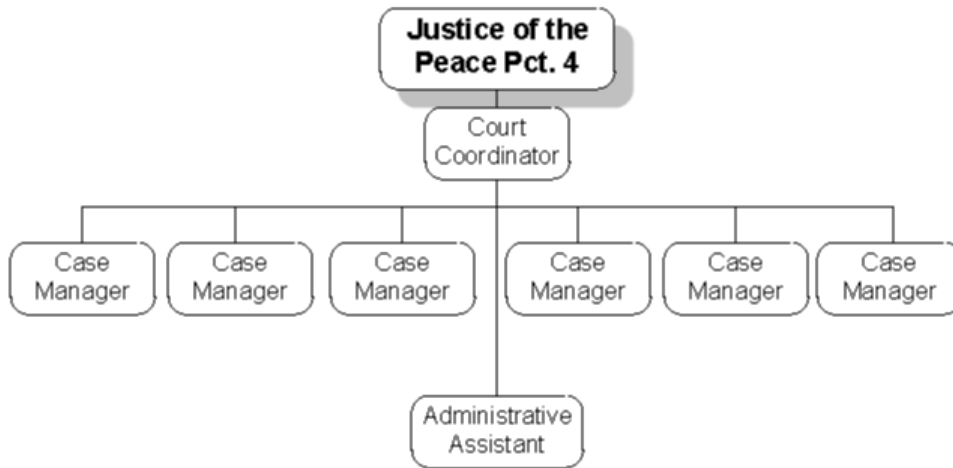 Justice of the
Peace Pct. 4
Court
Coordinator
Case
Manager
Case
Manager
Case
Manager
Case
Manager
Case
Manager
Case
Manager
Administrative
Assistant